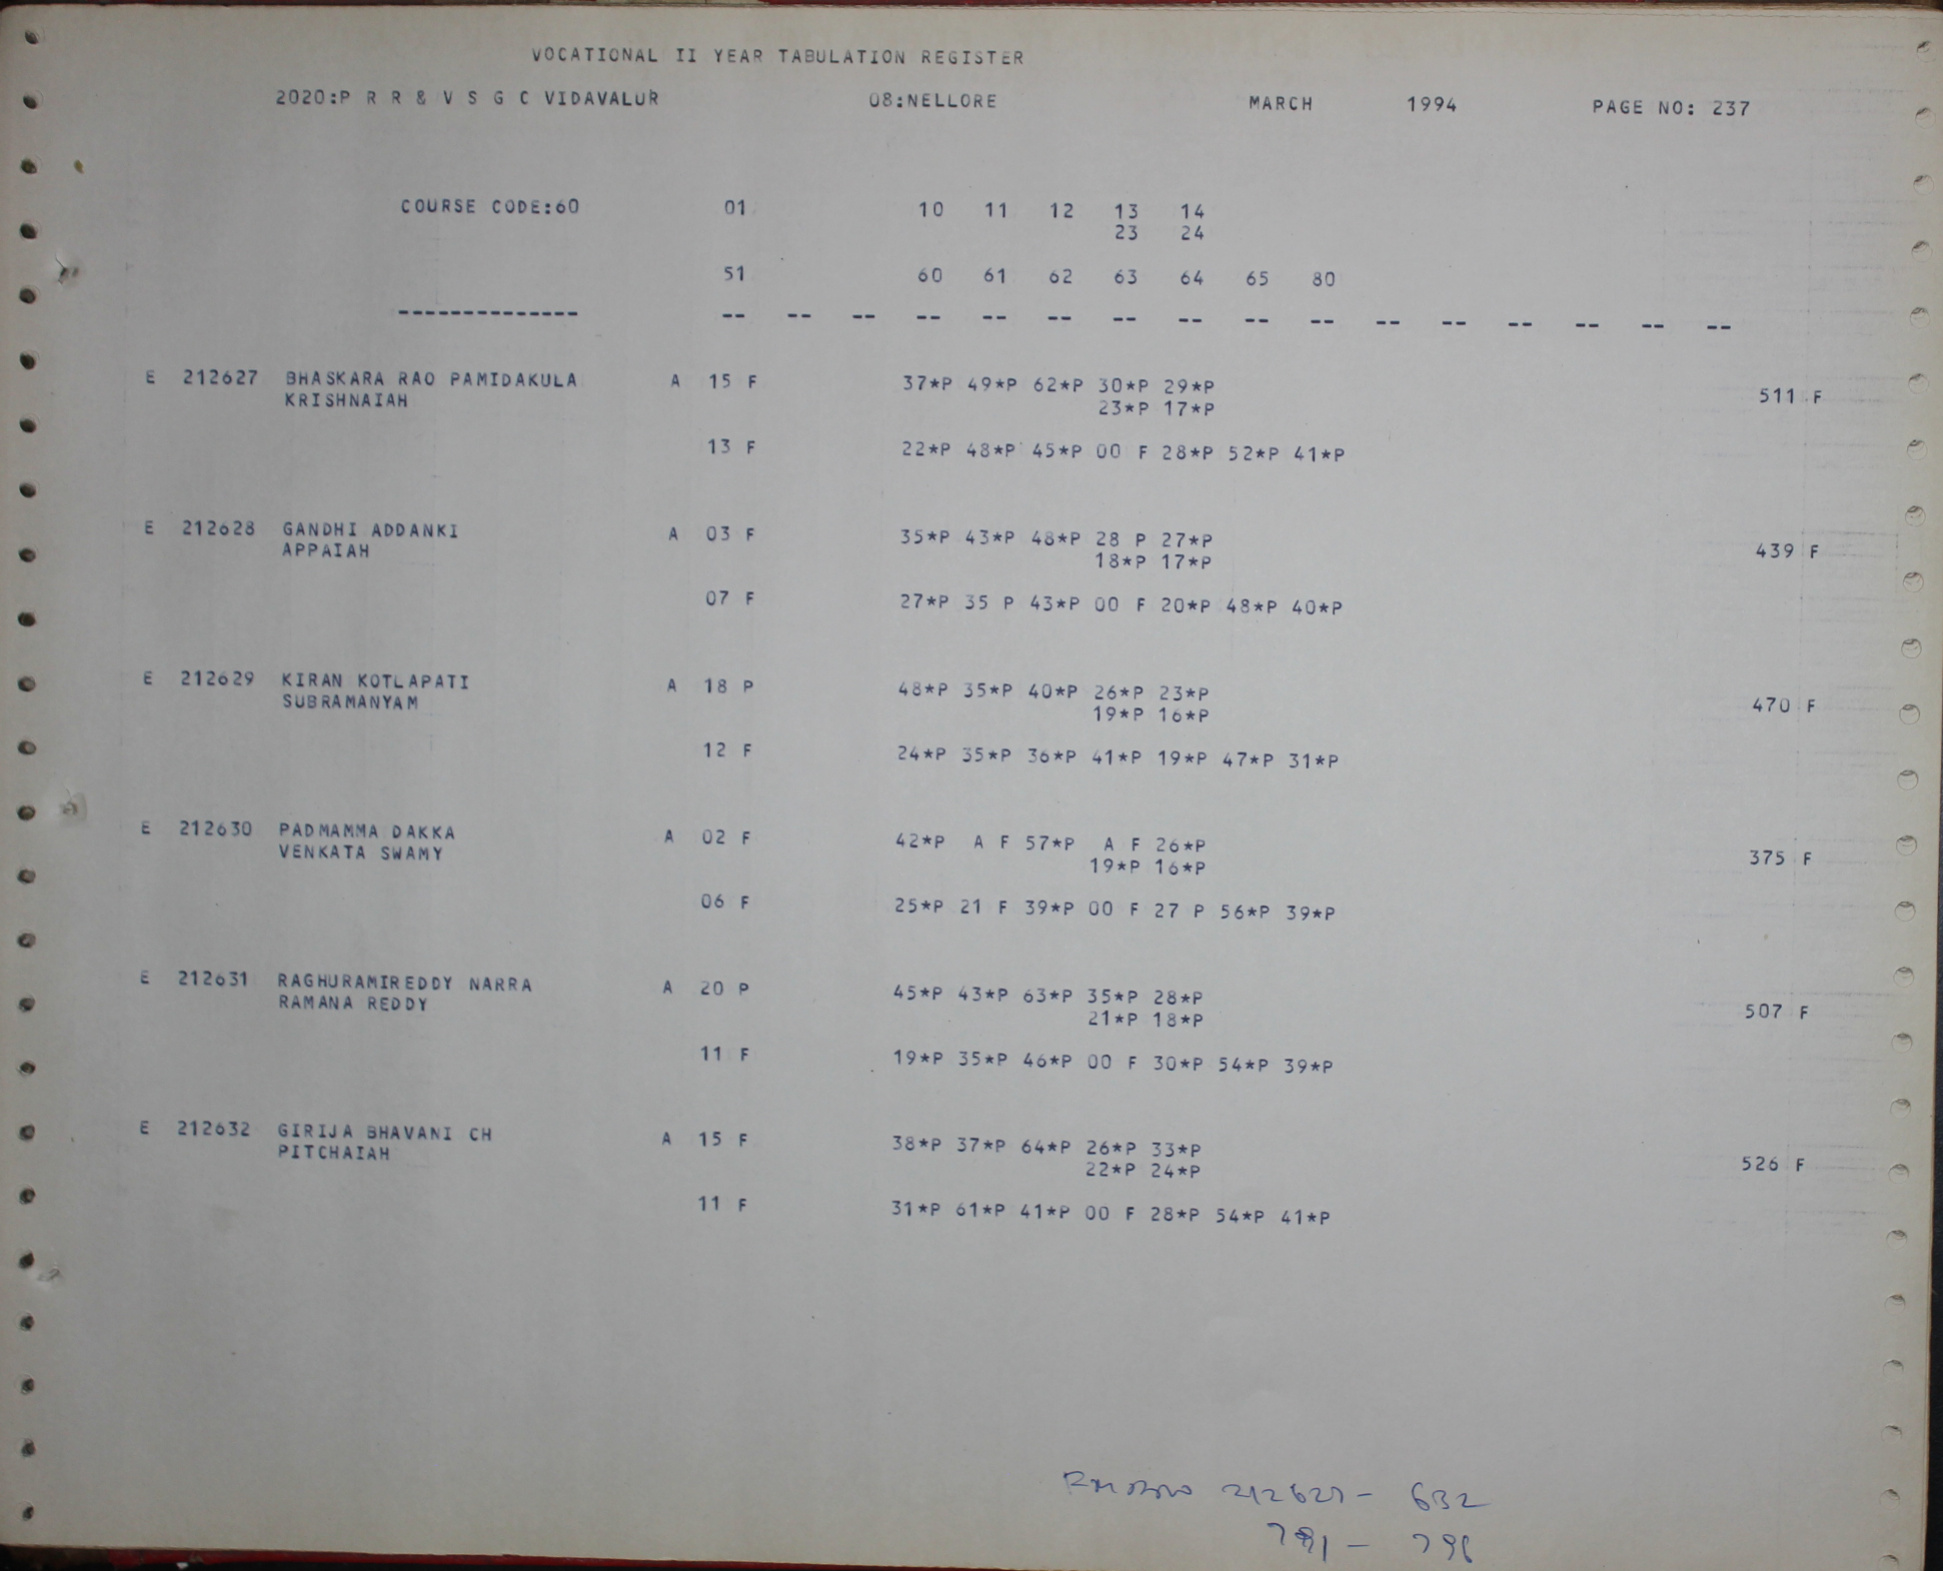 VOCATIONAL II YEAR TABULATION REGISTER
2020:P R R & V S G C VIDAVALUR 08:NELLORE MARCH 1994 PAGE NO: 237
COURSE CODE:60 01 10 11 12 13 14
23 24
51 60 61 62 63 64 65 80
-------------- -- -- -- -- -- -- -- -- -- -- -- -- -- -- -- --
E 212627 BHASKARA RAO PAMIDAKULA A 15 F 37*P 49*P 62*P 30*P 29*P
KRISHNAIAH 23*P 17*P 511 F
13 F 22*P 48*P 45*P 00 F 28*P 52*P 41*P
E 212628 GANDHI ADDANKI A 03 F 35*P 43*P 48*P 28 P 27*P
APPAIAH 18*P 17*P 439 F
07 F 27*P 35 P 43*P 00 F 20*P 48*P 40*P
E 212629 KIRAN KOTLAPATI A 18 P 48*P 35*P 40*P 26*P 23*P
SUBRAMANYAM 19*P 16*P 470 F
12 F 24*P 35*P 36*P 41*P 19*P 47*P 31*P
E 212630 PADMAMMA DAKKA A 02 F 42*P A F 57*P A F 26*P
VENKATA SWAMY 19*P 16*P 375 F
06 F 25*P 21 F 39*P 00 F 27 P 56*P 39*P
E 212631 RAGHURAMIREDDY NARRA A 20 P 45*P 43*P 63*P 35*P 28*P
RAMANA REDDY 21*P 18*P 507 F
11 F 19*P 35*P 46*P 00 F 30*P 54*P 39*P
E 212632 GIRIJA BHAVANI CH A 15 F 38*P 37*P 64*P 26*P 33*P
PITCHAIAH 22*P 24*P 526 F
11 F 31*P 61*P 41*P 00 F 28*P 54*P 41*P
212627- 632
791 -